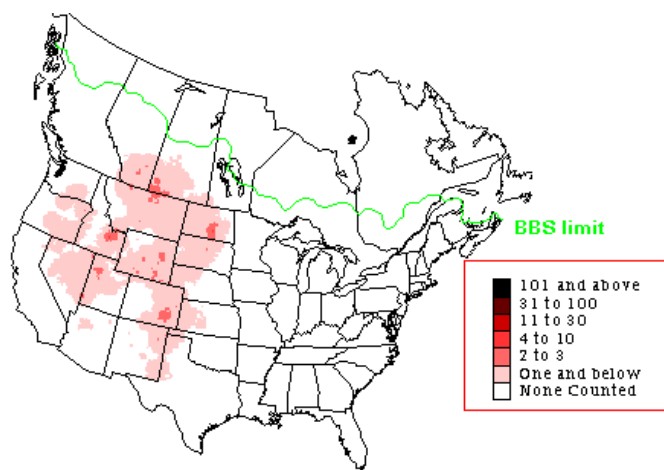 BBS limit
101 and above
31 to 100
11 to 30
4 to 10
2 to 3
One and below
None Counted